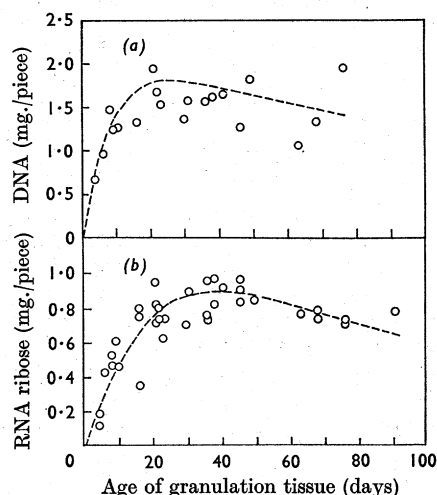 2·5
2·0
1·5
1·0
0·5
0
DNA (mg./piece)
(a)
1·0
0·8
0·6
0·4
0·2
RNA ribose (mg./piece)
(b)
0 20 40 60 80 100
Age of granulation tissue (days)